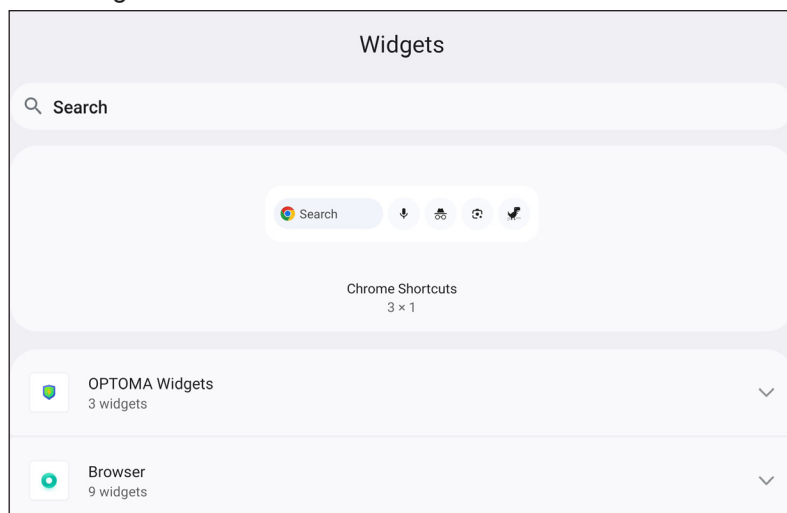 Widgets
Search
Search
Chrome Shortcuts
3 × 1
OPTOMA Widgets
3 widgets
Browser
9 widgets